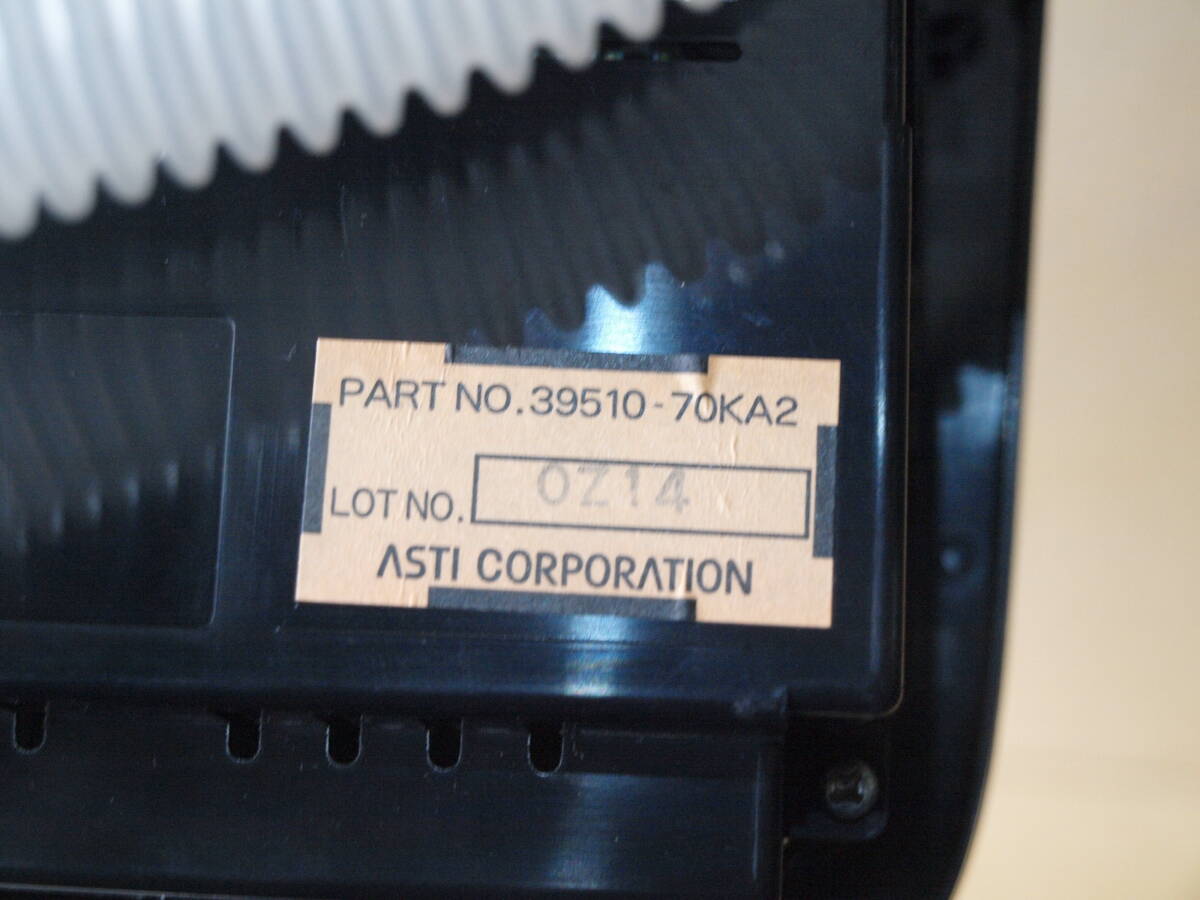 PART NO.39510-70KA2
LOT NO. 0Z14
ASTI CORPORATION